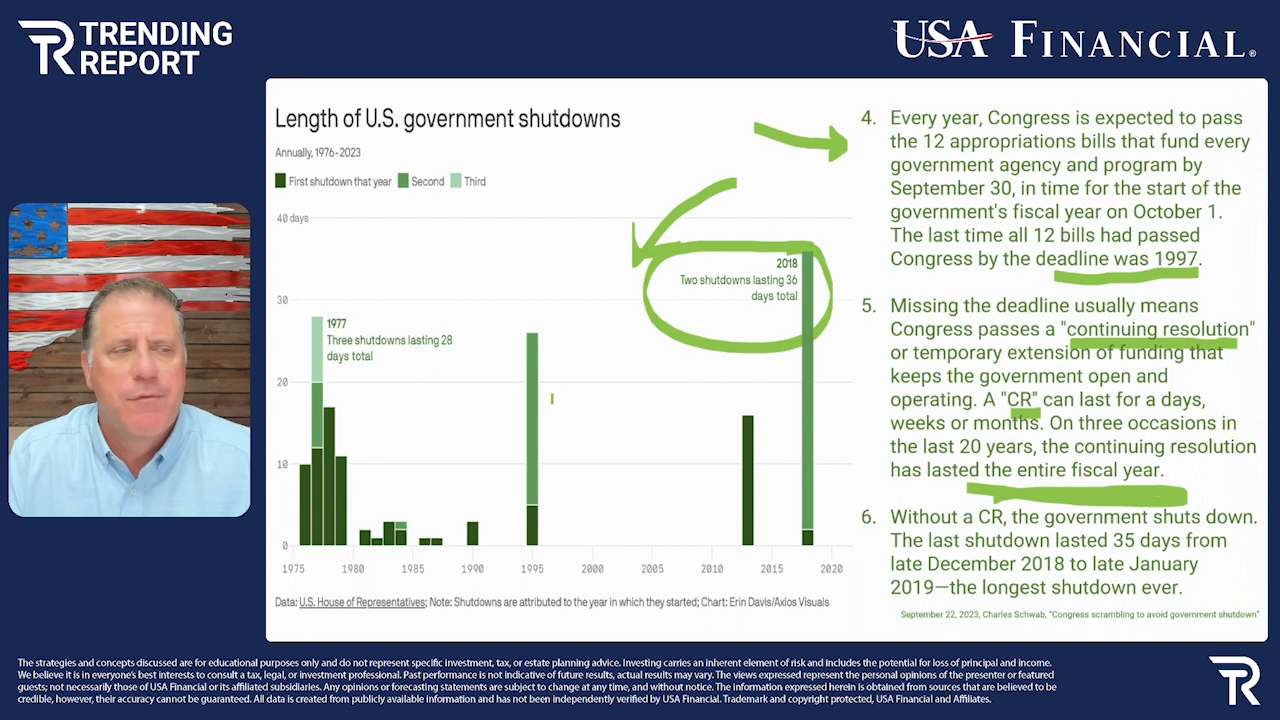 TRENDING
REPORT
USA FINANCIAL®
Length of U.S. government shutdowns
Annually, 1976-2023
First shutdown that year Second Third
40 days
30
20
10
0
1977
Three shutdowns lasting 28
days total
2018
Two shutdowns lasting 36
days total
1975 1980 1985 1990 1995 2000 2005 2010 2015 2020
Data: U.S. House of Representatives; Note: Shutdowns are attributed to the year in which they started; Chart: Erin Davis/Axios Visuals
4. Every year, Congress is expected to pass
the 12 appropriations bills that fund every
government agency and program by
September 30, in time for the start of the
government's fiscal year on October 1.
The last time all 12 bills had passed
Congress by the deadline was 1997.
5. Missing the deadline usually means
Congress passes a "continuing resolution"
or temporary extension of funding that
keeps the government open and
operating. A "CR" can last for a days,
weeks or months. On three occasions in
the last 20 years, the continuing resolution
has lasted the entire fiscal year.
6. Without a CR, the government shuts down.
The last shutdown lasted 35 days from
late December 2018 to late January
2019—the longest shutdown ever.
September 22, 2023, Charles Schwab, "Congress scrambling to avoid government shutdown"
The strategies and concepts discussed are for educational purposes only and do not represent specific investment, tax, or estate planning advice. Investing carries an inherent element of risk and includes the potential for loss of principal and income.
We believe it is in everyone's best interests to consult a tax, legal, or investment professional. Past performance is not indicative of future results, actual results may vary. The views expressed represent the personal opinions of the presenter or featured
guests; not necessarily those of USA Financial or its affiliated subsidiaries. Any opinions or forecasting statements are subject to change at any time, and without notice. The information expressed herein is obtained from sources that are believed to be
credible, however, their accuracy cannot be guaranteed. All data is created from publicly available information and has not been independently verified by USA Financial. Trademark and copyright protected, USA Financial and Affiliates.